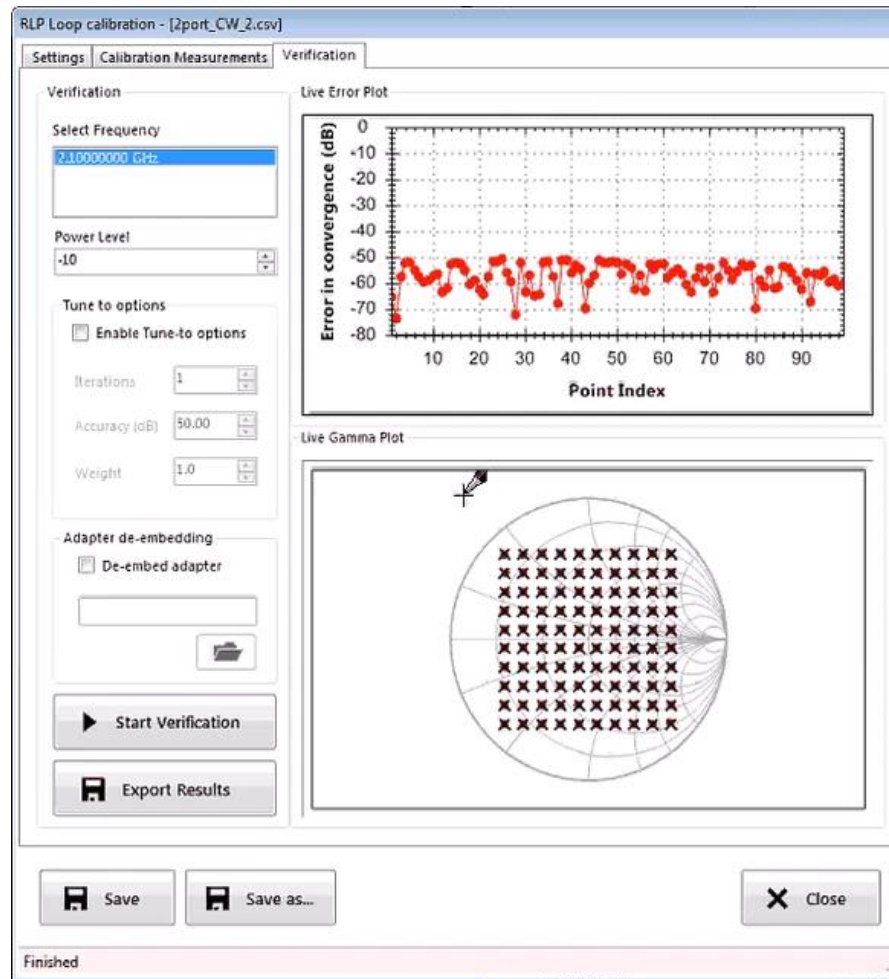 RLP Loop calibration - [2port_CW_2.csv]
Settings Calibration Measurements Verification
Verification
Select Frequency
2.10000000 GHz
Power Level
-10
Tune to options
Enable Tune-to options
Iterations 1
Accuracy (dB) 50.00
Weight 1.0
Adapter de-embedding
De-embed adapter
Start Verification
Export Results
Live Error Plot
Error in convergence (dB)
0
-10
-20
-30
-40
-50
-60
-70
-80
10 20 30 40 50 60 70 80 90
Point Index
Live Gamma Plot
Save Save as... Close
Finished